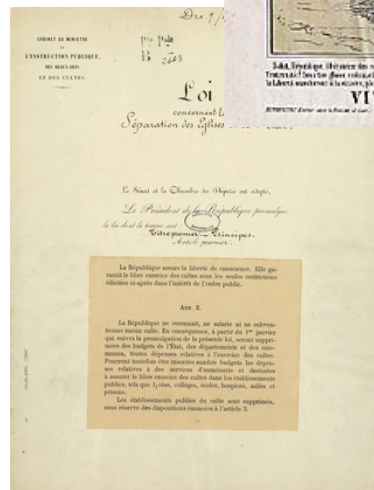 CABINET DU MINISTRE
DE
L'INSTRUCTION PUBLIQUE,
DES BEAUX-ARTS
ET DES CULTES.
Loi
concernant la
Séparation des Eglises
Le Sénat et la Chambre des Députés ont adopté,
Le Président de la République promulgue
la loi dont la teneur suit
Titre premier. Principes.
Article premier.
La République assure la liberté de conscience. Elle ga-
rantit le libre exercice des cultes sous les seules restrictions
édictées ci-après dans l'intérêt de l'ordre public.
ART. 2.
La République ne reconnaît, ne salarie ni ne subven-
tionne aucun culte. En conséquence, à partir du 1er janvier
qui suivra la promulgation de la présente loi, seront suppri-
mées des budgets de l'État, des départements et des com-
munes, toutes dépenses relatives à l'exercice des cultes.
Pourront toutefois être inscrites auxdits budgets les dépen-
ses relatives à des services d'aumônerie et destinées
à assurer le libre exercice des cultes dans les établissements
publics, tels que lycées, collèges, écoles, hospices, asiles et
prisons.
Les établissements publics du culte sont supprimés,
sous réserve des dispositions énoncées à l'article 3.